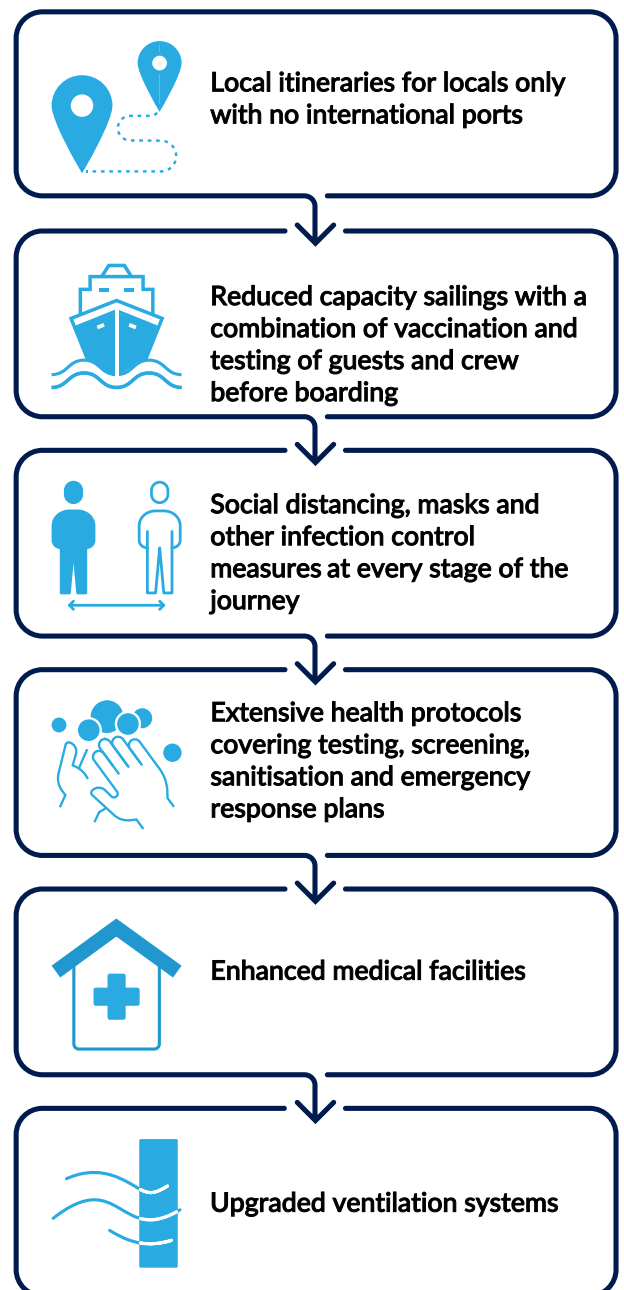 Local itineraries for locals only
with no international ports
Reduced capacity sailings with a
combination of vaccination and
testing of guests and crew
before boarding
Social distancing, masks and
other infection control
measures at every stage of the
journey
Extensive health protocols
covering testing, screening,
sanitisation and emergency
response plans
Enhanced medical facilities
Upgraded ventilation systems